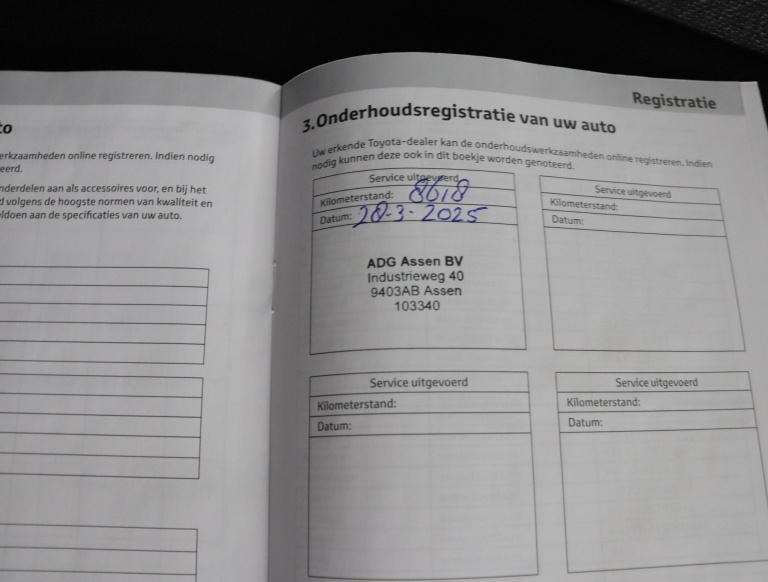 to
erkzaamheden online registreren. Indien nodig
eerd.
nderdelen aan als accessoires voor, en bij het
d volgens de hoogste normen van kwaliteit en
ldoen aan de specificaties van uw auto.
Registratie
3.Onderhoudsregistratie van uw auto
Uw erkende Toyota-dealer kan de onderhoudswerkzaamheden online registreren. Indien
nodig kunnen deze ook in dit boekje worden genoteerd.
Service uitgevoerd
Kilometerstand: 8618
Datum: 28-3-2025
ADG Assen BV
Industrieweg 40
9403AB Assen
103340
Service uitgevoerd
Kilometerstand:
Datum:
Service uitgevoerd
Kilometerstand:
Datum:
Service uitgevoerd
Kilometerstand:
Datum: